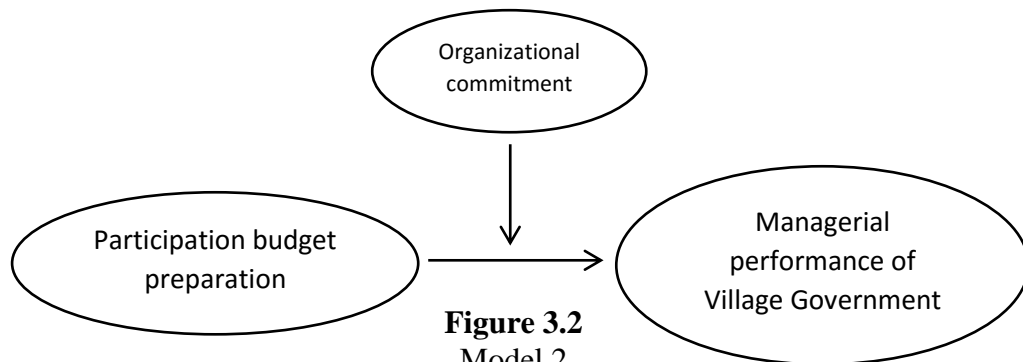 Organizational
commitment
Participation budget
preparation
Managerial
performance of
Village Government
Figure 3.2
Model 2